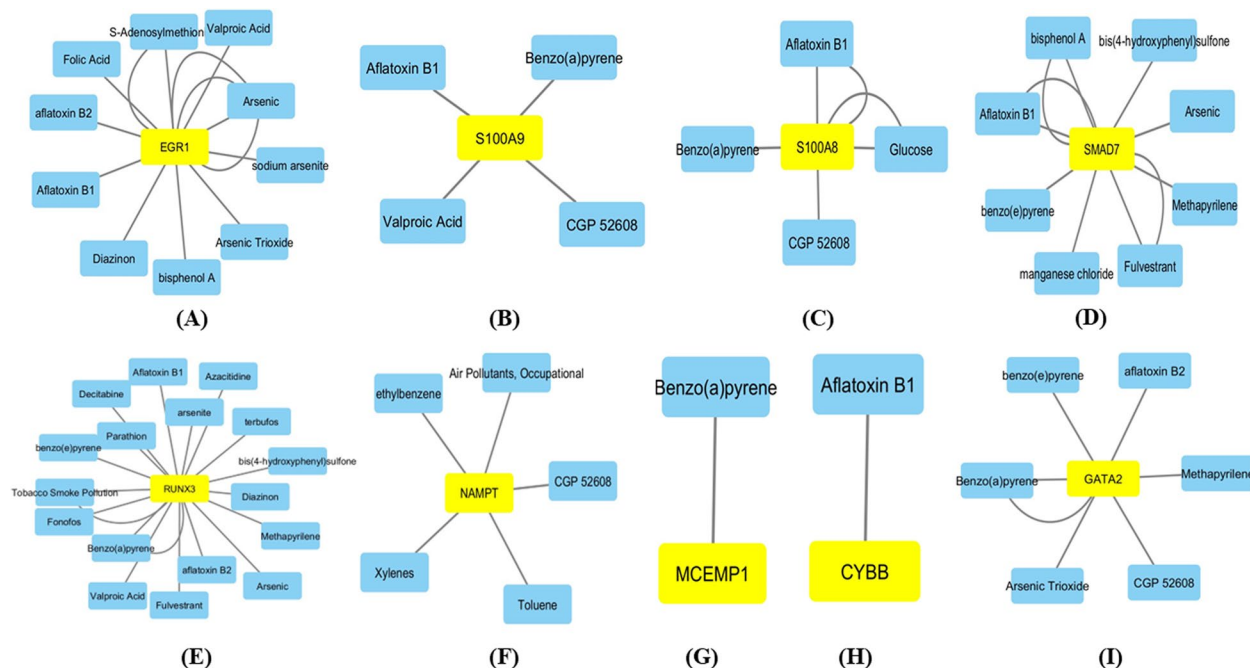 S-Adenosylmethion
Valproic Acid
Folic Acid
Arsenic
aflatoxin B2
EGR1
sodium arsenite
Aflatoxin B1
Arsenic Trioxide
Diazinon
bisphenol A
(A)
Aflatoxin B1
Benzo(a)pyrene
S100A9
Valproic Acid
CGP 52608
(B)
Aflatoxin B1
Benzo(a)pyrene
S100A8
Glucose
CGP 52608
(C)
bisphenol A
bis(4-hydroxyphenyl)sulfone
Aflatoxin B1
Arsenic
SMAD7
benzo(e)pyrene
Methapyrilene
manganese chloride
Fulvestrant
(D)
Aflatoxin B1
Azacitidine
Decitabine
arsenite
terbufos
Parathion
benzo(e)pyrene
bis(4-hydroxyphenyl)sulfone
RUNX3
Tobacco Smoke Pollution
Diazinon
Fonofos
Methapyrilene
Benzo(a)pyrene
aflatoxin B2
Arsenic
Valproic Acid
Fulvestrant
(E)
Air Pollutants, Occupational
ethylbenzene
NAMPT
CGP 52608
Xylenes
Toluene
(F)
Benzo(a)pyrene
MCEMP1
(G)
Aflatoxin B1
CYBB
(H)
benzo(e)pyrene
aflatoxin B2
Benzo(a)pyrene
GATA2
Methapyrilene
Arsenic Trioxide
CGP 52608
(I)